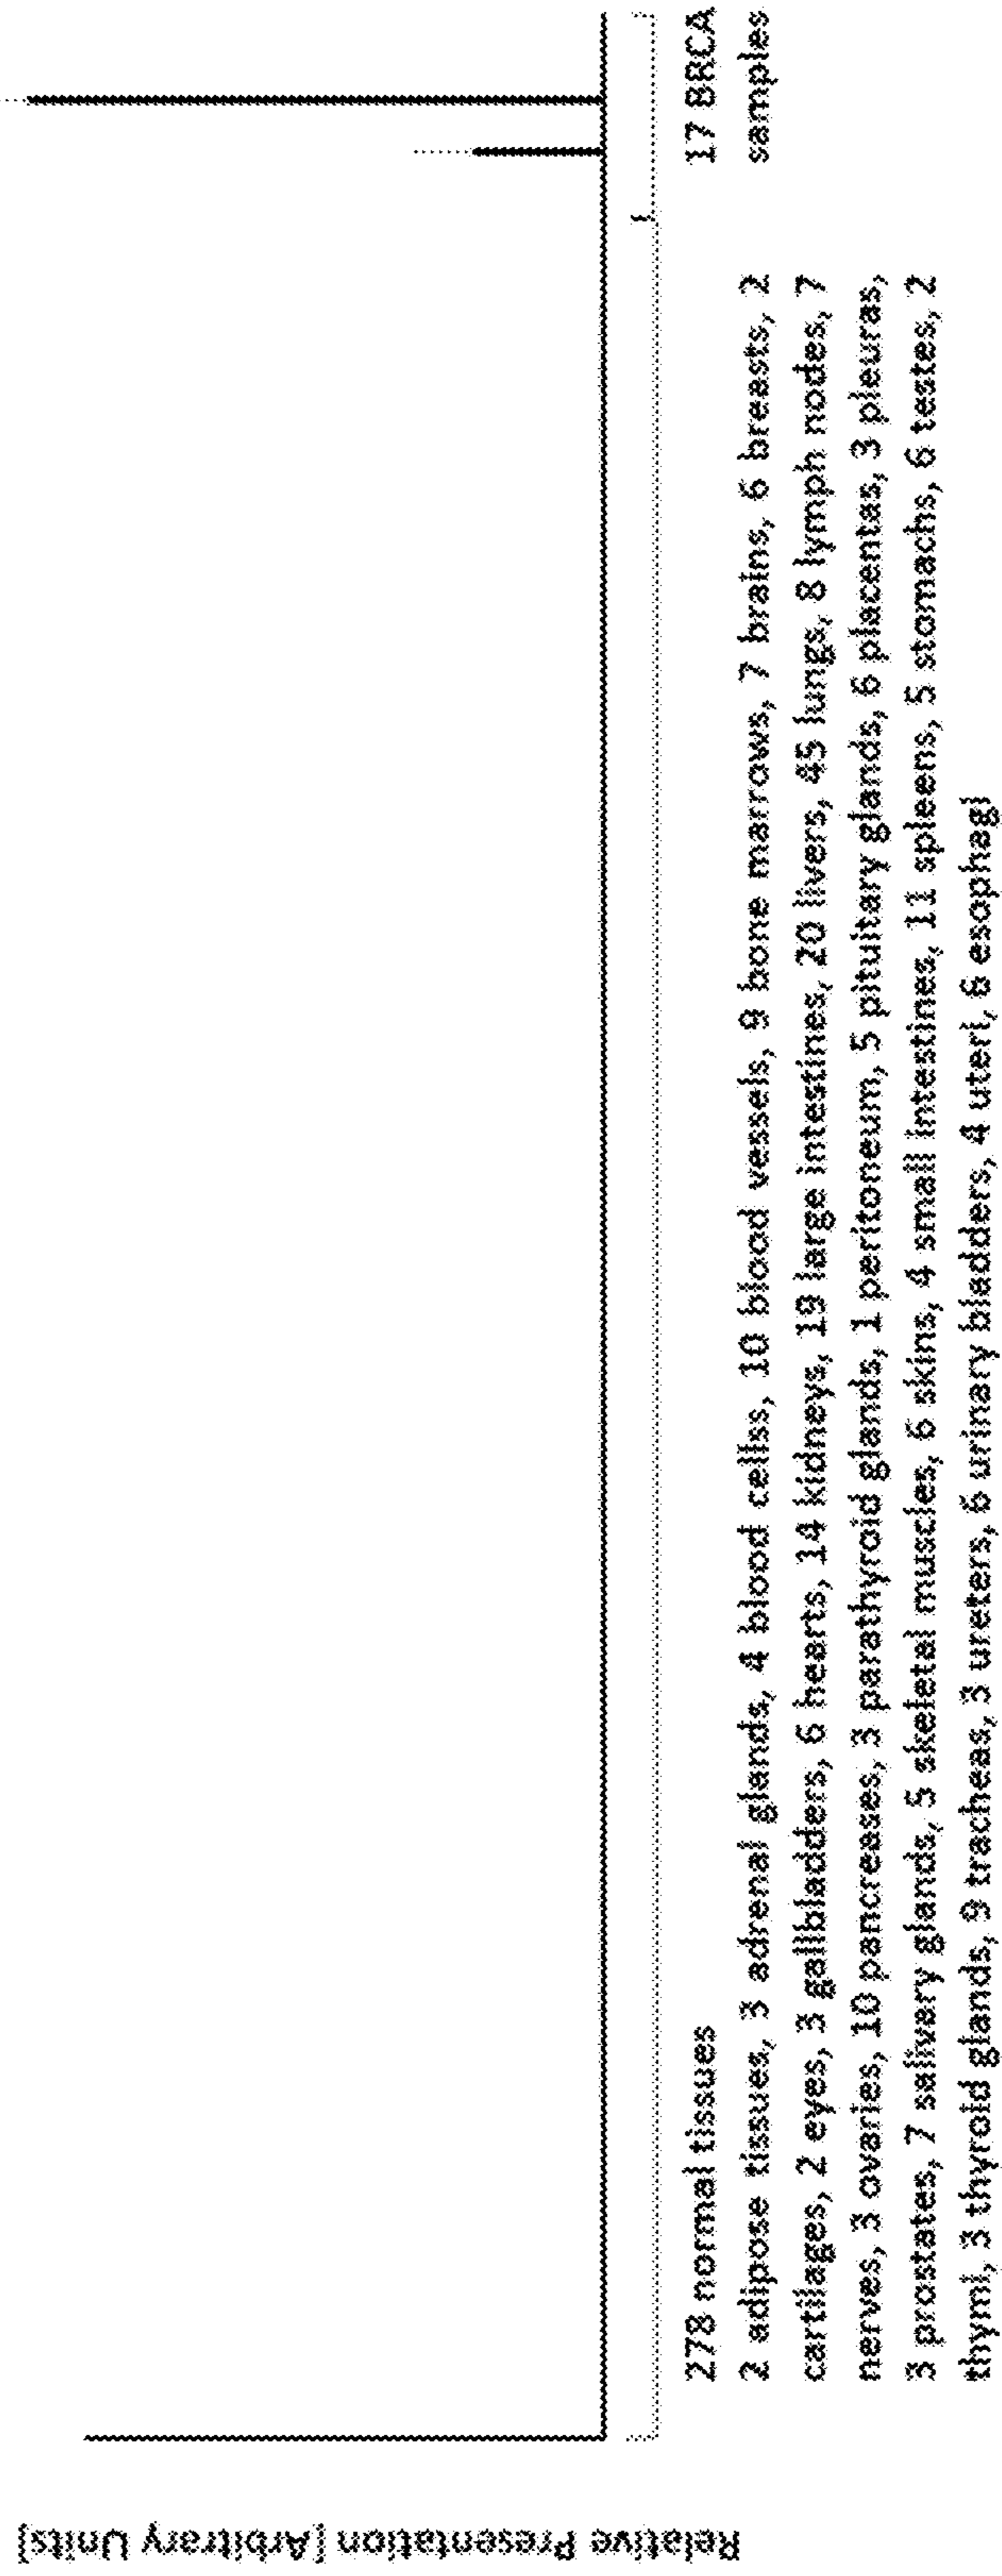 Relative Presentation [Arbitrary Units]
278 normal tissues
2 adipose tissues, 3 adrenal glands, 4 blood cellss, 10 blood vessels, 9 bone marrows, 7 brains, 6 breasts, 2
cartilages, 2 eyes, 3 gallbladders, 6 hearts, 14 kidneys, 19 large intestines, 20 livers, 45 lungs, 8 lymph nodes, 7
nerves, 3 ovaries, 10 pancreases, 3 parathyroid glands, 1 peritoneum, 5 pituitary glands, 6 placentas, 3 pleuras,
3 prostates, 7 salivary glands, 5 skeletal muscles, 6 skins, 4 small intestines, 11 spleens, 5 stomachs, 6 testes, 2
thymi, 3 thyroid glands, 9 tracheas, 3 ureters, 6 urinary bladders, 4 uteri, 6 esophagi
17 BRCA
samples